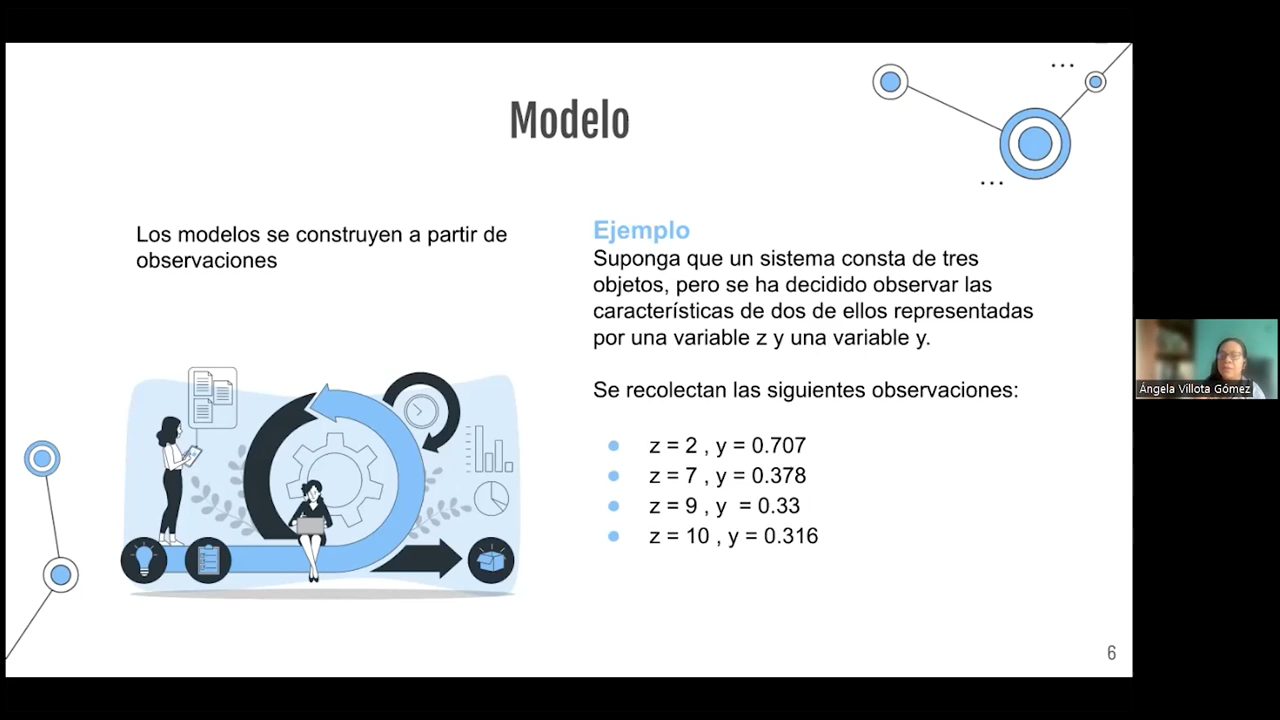 Modelo
Los modelos se construyen a partir de
observaciones
Ejemplo
Suponga que un sistema consta de tres
objetos, pero se ha decidido observar las
características de dos de ellos representadas
por una variable z y una variable y.
Se recolectan las siguientes observaciones:
z = 2 , y = 0.707
z = 7 , y = 0.378
z = 9 , y  = 0.33
z = 10 , y = 0.316
6
Ángela Villota Gómez